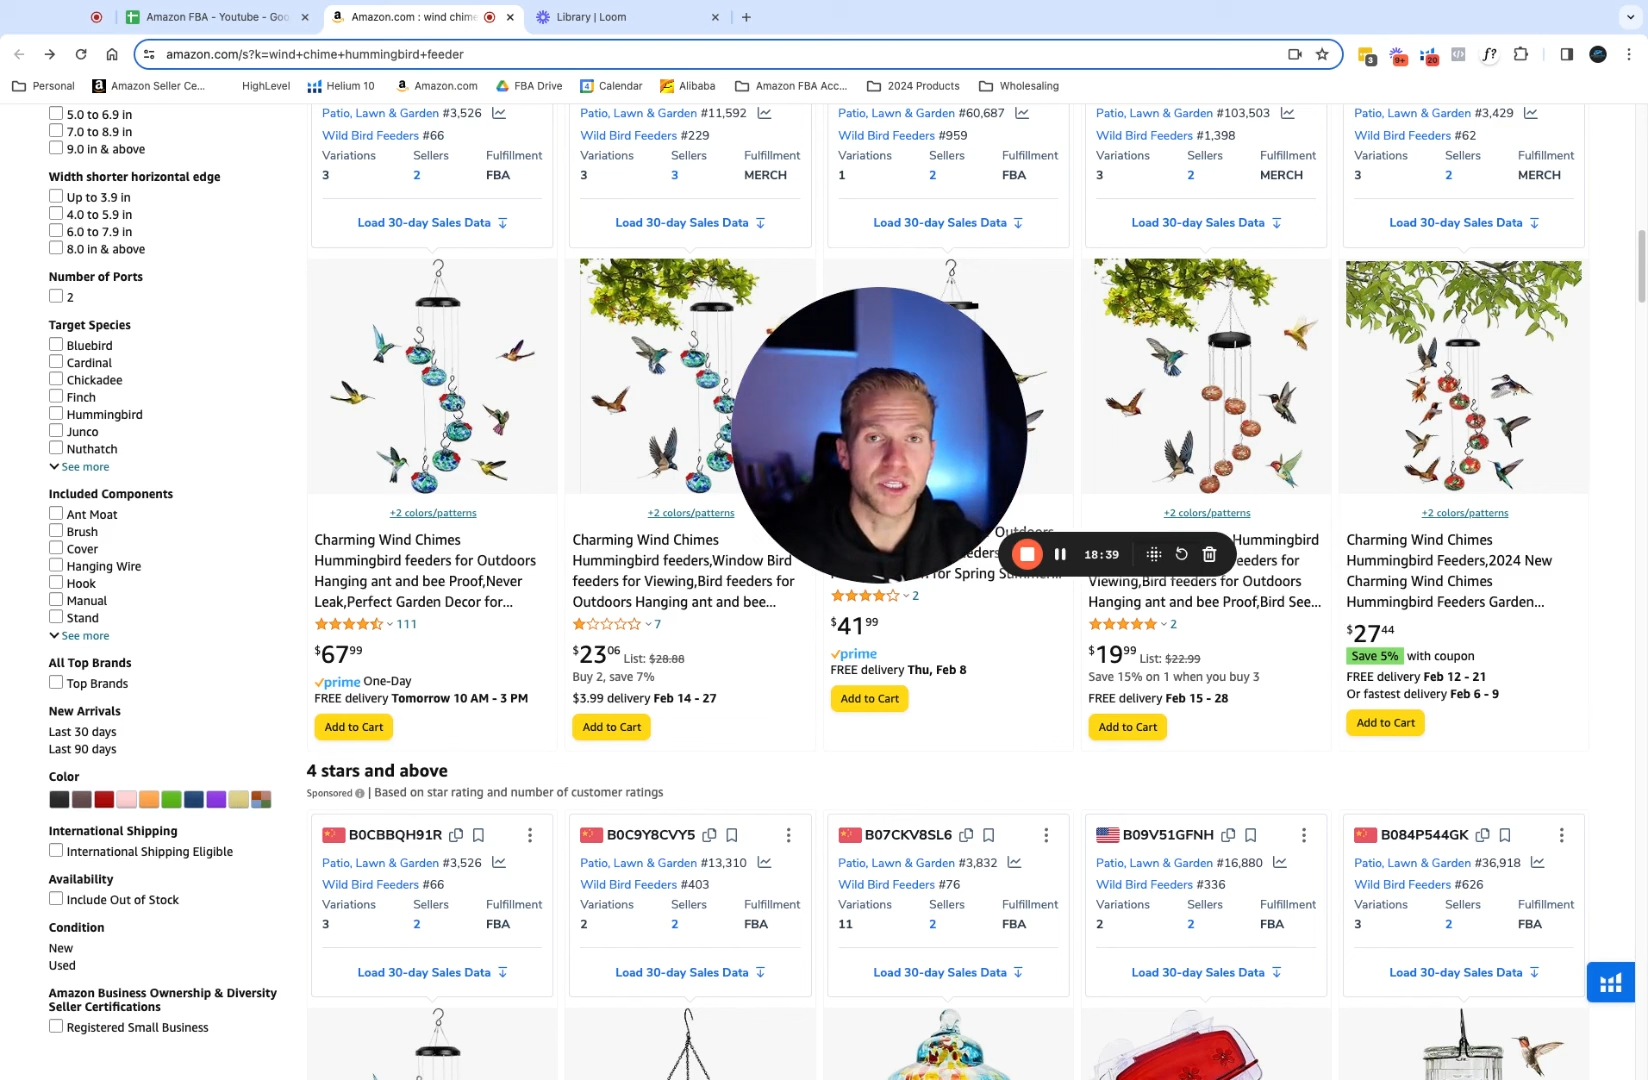 Amazon FBA - Youtube - Goo
Amazon.com : wind chime
Library | Loom
amazon.com/s?k=wind+chime+hummingbird+feeder
3
9+
20
f?
Personal
Amazon Seller Ce...
HighLevel
Helium 10
Amazon.com
FBA Drive
Calendar
Alibaba
Amazon FBA Acc...
2024 Products
Wholesaling
5.0 to 6.9 in
7.0 to 8.9 in
9.0 in & above
Width shorter horizontal edge
Up to 3.9 in
4.0 to 5.9 in
6.0 to 7.9 in
8.0 in & above
Number of Ports
2
Target Species
Bluebird
Cardinal
Chickadee
Finch
Hummingbird
Junco
Nuthatch
See more
Included Components
Ant Moat
Brush
Cover
Hanging Wire
Hook
Manual
Stand
See more
All Top Brands
Top Brands
New Arrivals
Last 30 days
Last 90 days
Color
International Shipping
International Shipping Eligible
Availability
Include Out of Stock
Condition
New
Used
Amazon Business Ownership & Diversity
Seller Certifications
Registered Small Business
Patio, Lawn & Garden #3,526
Wild Bird Feeders #66
Variations Sellers Fulfillment
3 2 FBA
Load 30-day Sales Data
+2 colors/patterns
Charming Wind Chimes
Hummingbird feeders for Outdoors
Hanging ant and bee Proof,Never
Leak,Perfect Garden Decor for...
111
$67 99
prime One-Day
FREE delivery Tomorrow 10 AM - 3 PM
Add to Cart
Patio, Lawn & Garden #11,592
Wild Bird Feeders #229
Variations Sellers Fulfillment
3 3 MERCH
Load 30-day Sales Data
+2 colors/patterns
Charming Wind Chimes
Hummingbird feeders,Window Bird
feeders for Viewing,Bird feeders for
Outdoors Hanging ant and bee...
7
$23 06 List: $28.88
Buy 2, save 7%
$3.99 delivery Feb 14 - 27
Add to Cart
Patio, Lawn & Garden #60,687
Wild Bird Feeders #959
Variations Sellers Fulfillment
1 2 FBA
Load 30-day Sales Data
Outdoors
for Spring
2
$41 99
prime
FREE delivery Thu, Feb 8
Add to Cart
18:39
Patio, Lawn & Garden #103,503
Wild Bird Feeders #1,398
Variations Sellers Fulfillment
3 2 MERCH
Load 30-day Sales Data
+2 colors/patterns
Hummingbird
feeders for
Viewing,Bird feeders for Outdoors
Hanging ant and bee Proof,Bird See...
2
$19 99 List: $22.99
Save 15% on 1 when you buy 3
FREE delivery Feb 15 - 28
Add to Cart
Patio, Lawn & Garden #3,429
Wild Bird Feeders #62
Variations Sellers Fulfillment
3 2 MERCH
Load 30-day Sales Data
+2 colors/patterns
Charming Wind Chimes
Hummingbird Feeders,2024 New
Charming Wind Chimes
Hummingbird Feeders Garden...
$27 44
Save 5% with coupon
FREE delivery Feb 12 - 21
Or fastest delivery Feb 6 - 9
Add to Cart
4 stars and above
Sponsored | Based on star rating and number of customer ratings
B0CBBQH91R
Patio, Lawn & Garden #3,526
Wild Bird Feeders #66
Variations Sellers Fulfillment
3 2 FBA
Load 30-day Sales Data
B0C9Y8CVY5
Patio, Lawn & Garden #13,310
Wild Bird Feeders #403
Variations Sellers Fulfillment
2 2 FBA
Load 30-day Sales Data
B07CKV8SL6
Patio, Lawn & Garden #3,832
Wild Bird Feeders #76
Variations Sellers Fulfillment
11 2 FBA
Load 30-day Sales Data
B09V51GFNH
Patio, Lawn & Garden #16,880
Wild Bird Feeders #336
Variations Sellers Fulfillment
2 2 FBA
Load 30-day Sales Data
B084P544GK
Patio, Lawn & Garden #36,918
Wild Bird Feeders #626
Variations Sellers Fulfillment
3 2 FBA
Load 30-day Sales Data